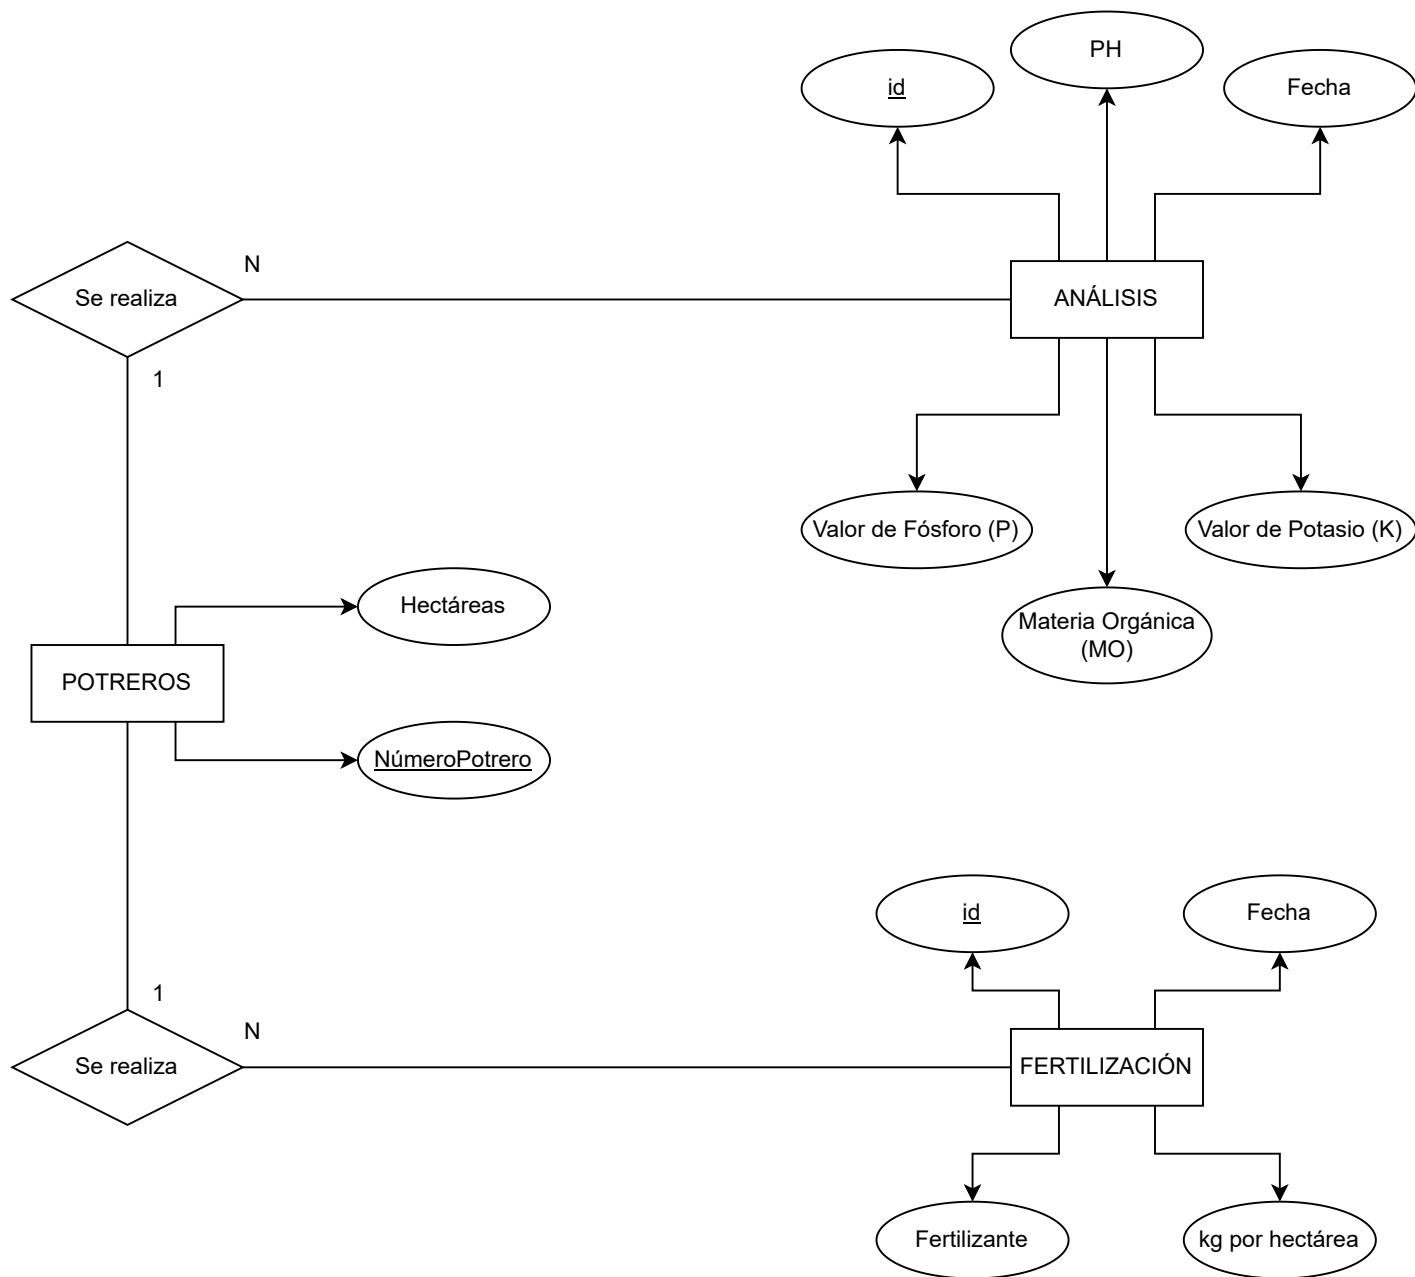 PH
id
Fecha
N
Se realiza
ANÁLISIS
1
Valor de Fósforo (P)
Valor de Potasio (K)
Materia Orgánica
(MO)
Hectáreas
POTREROS
NúmeroPotrero
id
Fecha
1
N
Se realiza
FERTILIZACIÓN
Fertilizante
kg por hectárea